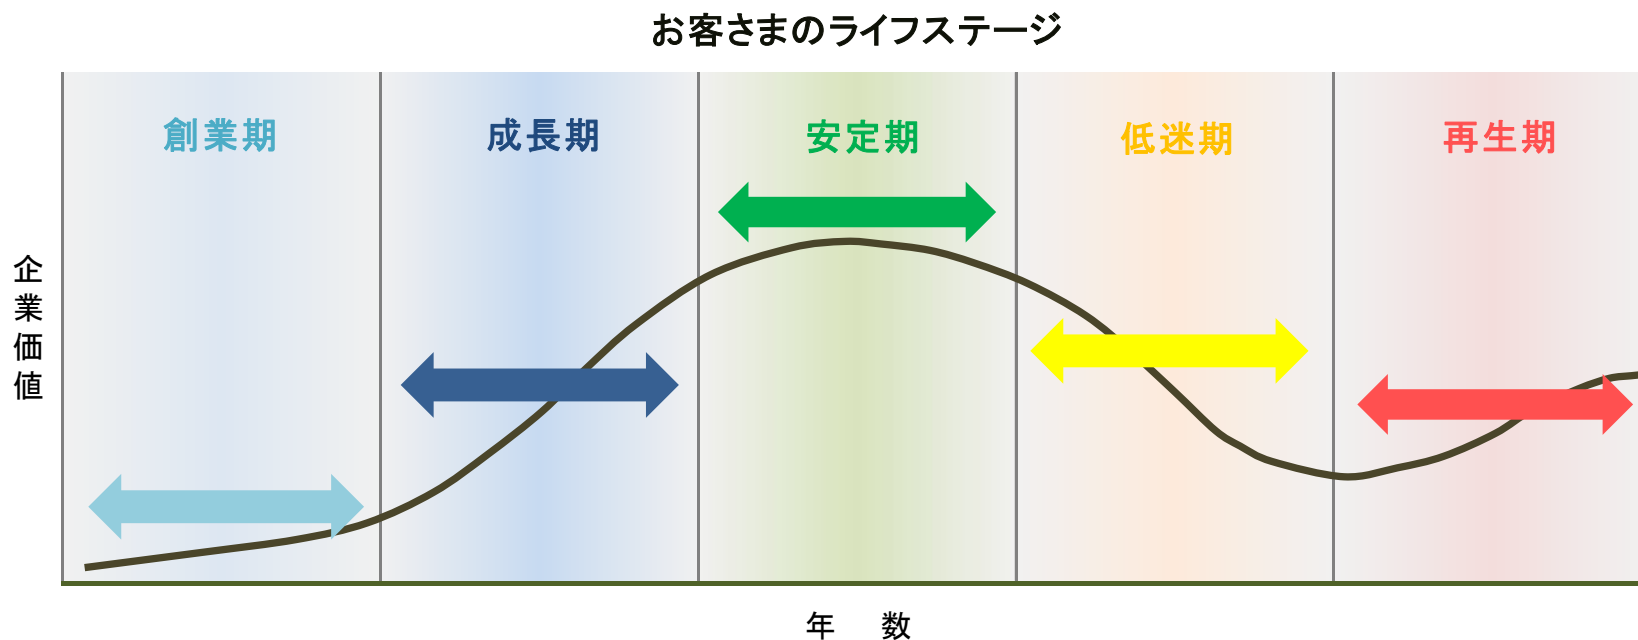 お客さまのライフステージ
創業期
成長期
安定期
低迷期
再生期
企業価値
年 数